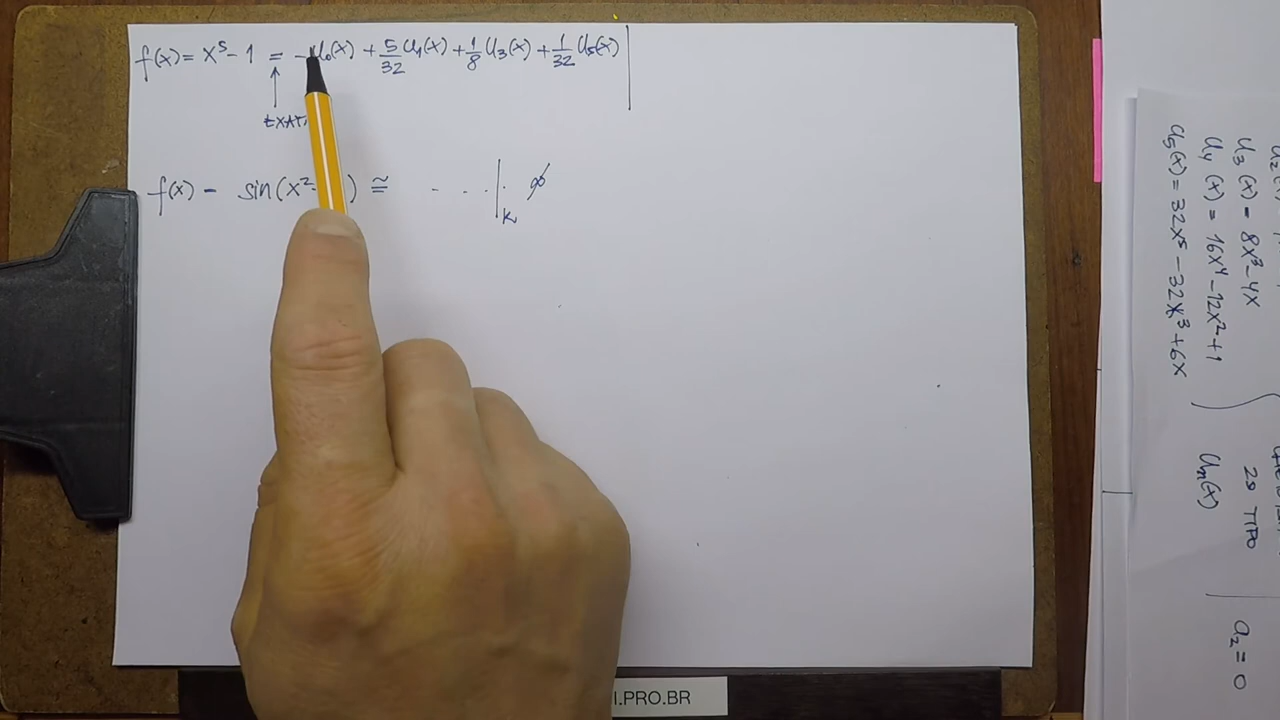 f(x) = x⁵ - 1 = - U₀(x) + 5/32 U₁(x) + 1/8 U₃(x) + 1/32 U₅(x)
f(x) - sin(x² ) ≅ . . . . |ₖ
U₃(x) = 8x³ - 4x
U₄(x) = 16x⁴ - 12x² + 1
U₅(x) = 32x⁵ - 32x³ + 6x
Uₙ(x)
2º TIPO
a₂ = 0
I.PRO.BR